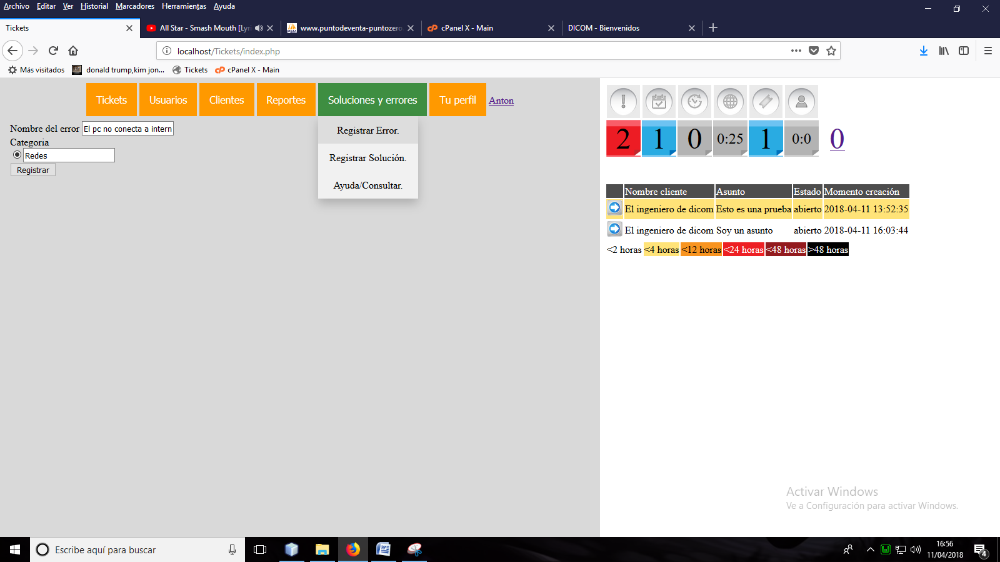 Archivo Editar Ver Historial Marcadores Herramientas Ayuda
Tickets
All Star - Smash Mouth [Lyri
www.puntodeventa-puntozero
cPanel X - Main
DICOM - Bienvenidos
localhost/Tickets/index.php
Más visitados
donald trump,kim jon...
Tickets
cPanel X - Main
Tickets Usuarios Clientes Reportes Soluciones y errores Tu perfil Anton
Nombre del error El pc no conecta a intern
Categoria
Redes
Registrar
Registrar Error.
Registrar Solución.
Ayuda/Consultar.
2 1 0 0:25 1 0:0 0
Nombre cliente Asunto Estado Momento creación
El ingeniero de dicom Esto es una prueba abierto 2018-04-11 13:52:35
El ingeniero de dicom Soy un asunto abierto 2018-04-11 16:03:44
<2 horas <4 horas <12 horas <24 horas <48 horas >48 horas
Activar Windows
Ve a Configuración para activar Windows.
Escribe aquí para buscar
16:56
11/04/2018
4